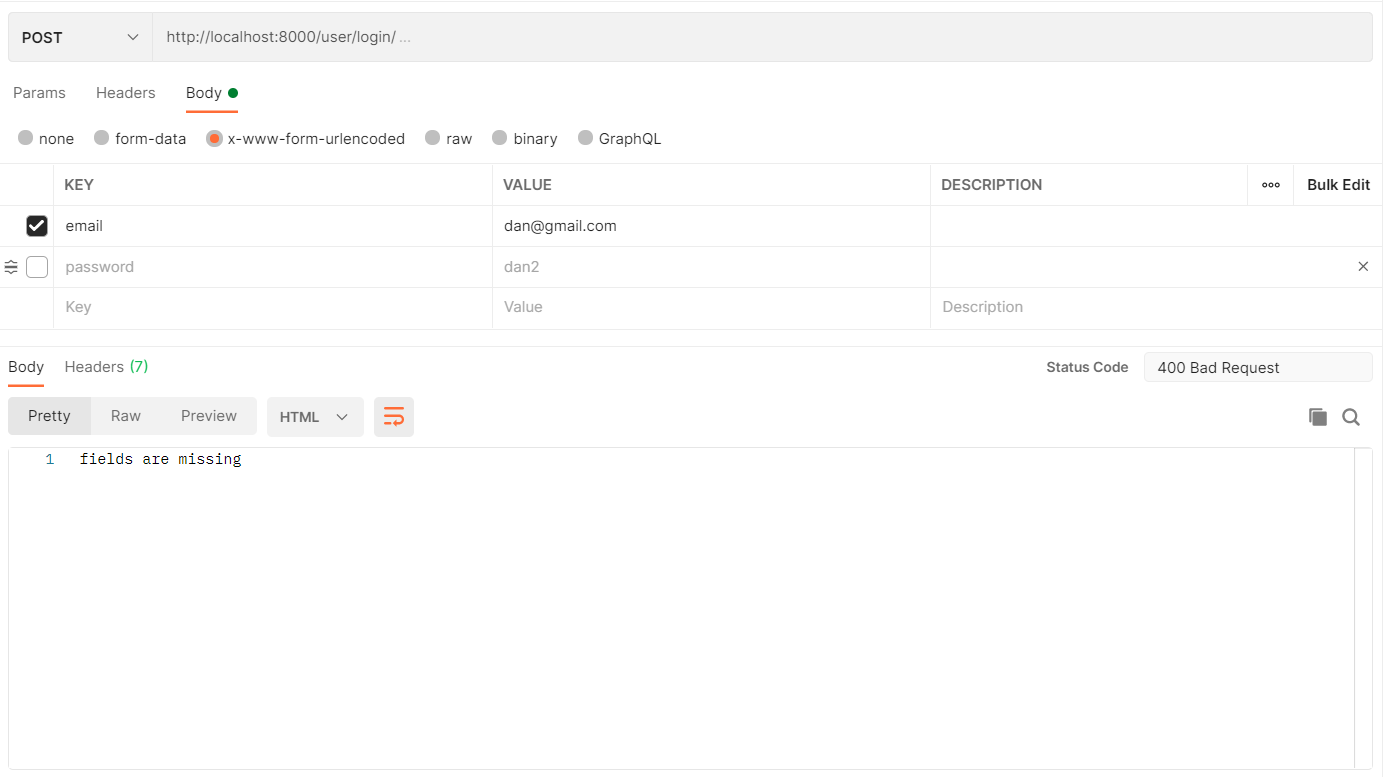 POST http://localhost:8000/user/login/ ...
Params Headers Body
none form-data x-www-form-urlencoded raw binary GraphQL
KEY VALUE DESCRIPTION ooo Bulk Edit
email dan@gmail.com
password dan2
Key Value Description
Body Headers (7) Status Code 400 Bad Request
Pretty Raw Preview HTML
1 fields are missing